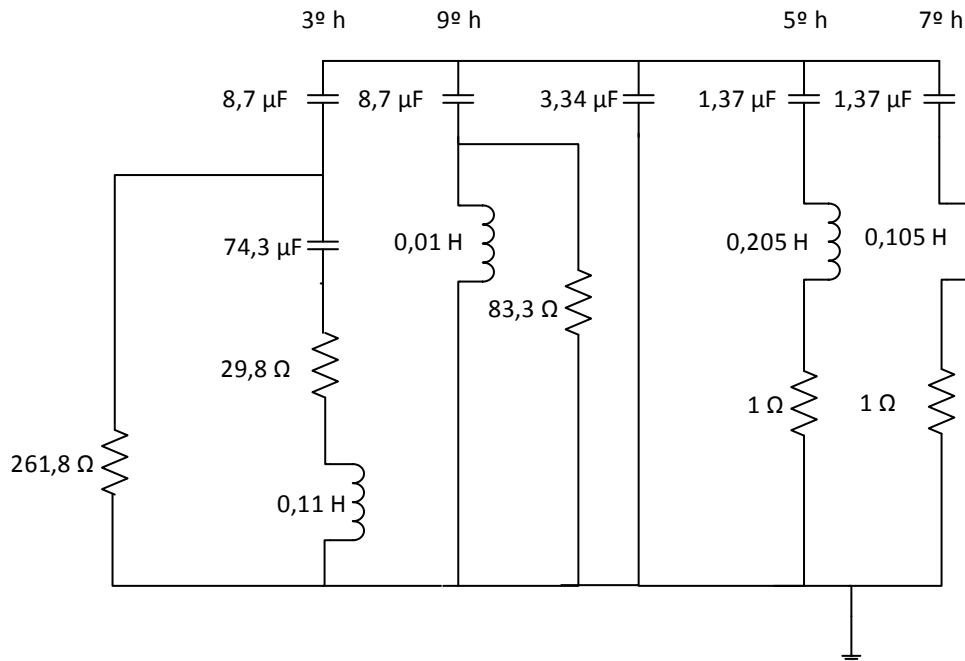 3º h 9º h 5º h 7º h
8,7 µF 8,7 µF 3,34 µF 1,37 µF 1,37 µF
74,3 µF 0,01 H 0,205 H 0,105 H
83,3 Ω
29,8 Ω
1 Ω 1 Ω
261,8 Ω
0,11 H